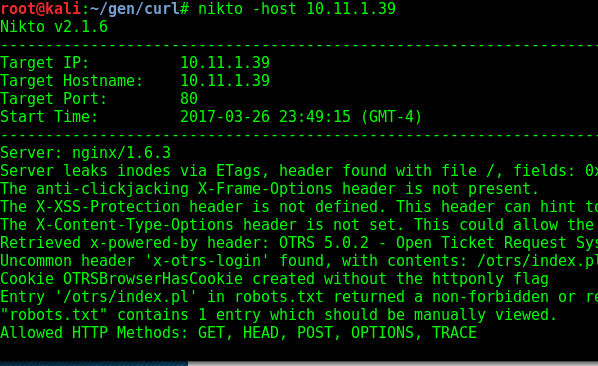 root@kali:~/gen/curl# nikto -host 10.11.1.39
Nikto v2.1.6
---------------------------------------------------------------------------
Target IP: 10.11.1.39
Target Hostname: 10.11.1.39
Target Port: 80
Start Time: 2017-03-26 23:49:15 (GMT-4)
---------------------------------------------------------------------------
Server: nginx/1.6.3
Server leaks inodes via ETags, header found with file /, fields: 0x
The anti-clickjacking X-Frame-Options header is not present.
The X-XSS-Protection header is not defined. This header can hint to
The X-Content-Type-Options header is not set. This could allow the
Retrieved x-powered-by header: OTRS 5.0.2 - Open Ticket Request Sys
Uncommon header 'x-otrs-login' found, with contents: /otrs/index.pl
Cookie OTRSBrowserHasCookie created without the httponly flag
Entry '/otrs/index.pl' in robots.txt returned a non-forbidden or re
"robots.txt" contains 1 entry which should be manually viewed.
Allowed HTTP Methods: GET, HEAD, POST, OPTIONS, TRACE